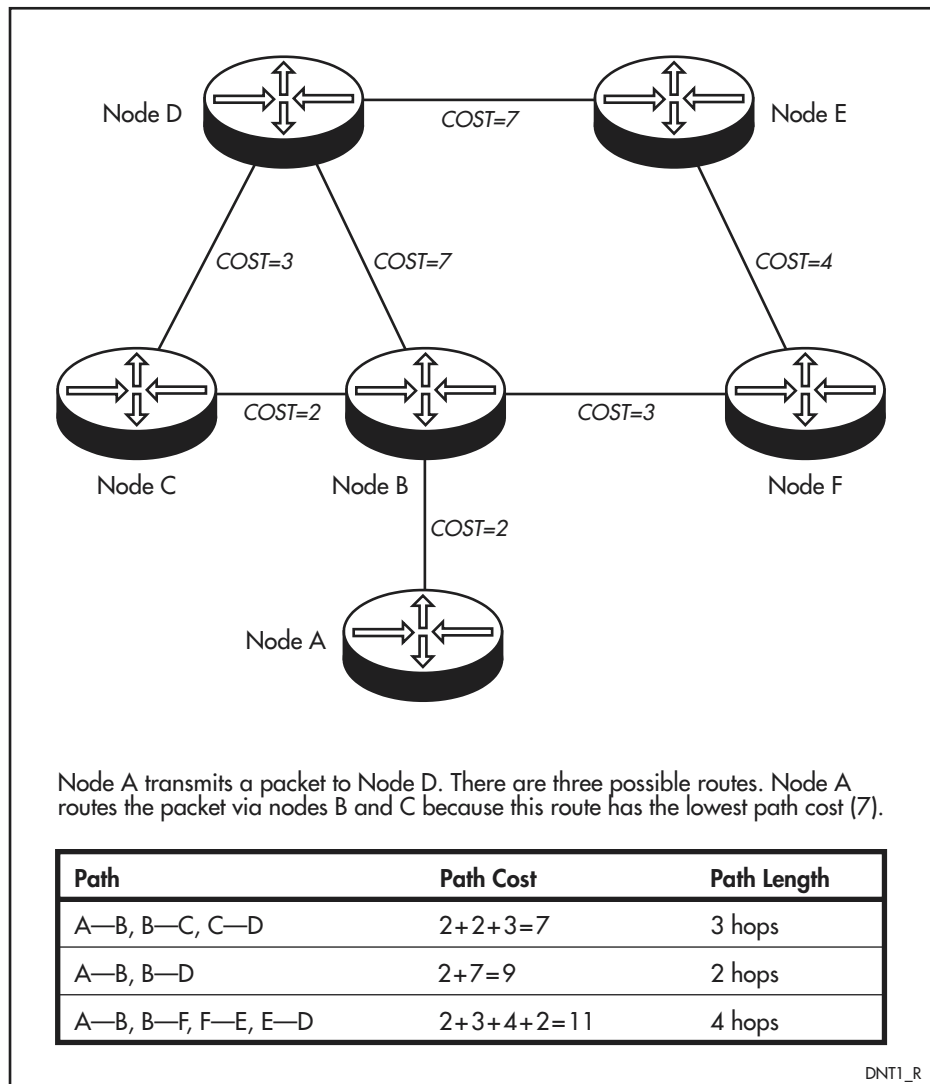 Node D
COST=7
Node E
COST=3
COST=7
COST=4
COST=2
COST=3
Node C
Node B
Node F
COST=2
Node A
Node A transmits a packet to Node D. There are three possible routes. Node A
routes the packet via nodes B and C because this route has the lowest path cost (7).
Path Path Cost Path Length
A—B, B—C, C—D 2+2+3=7 3 hops
A—B, B—D 2+7=9 2 hops
A—B, B—F, F—E, E—D 2+3+4+2=11 4 hops
DNT1_R